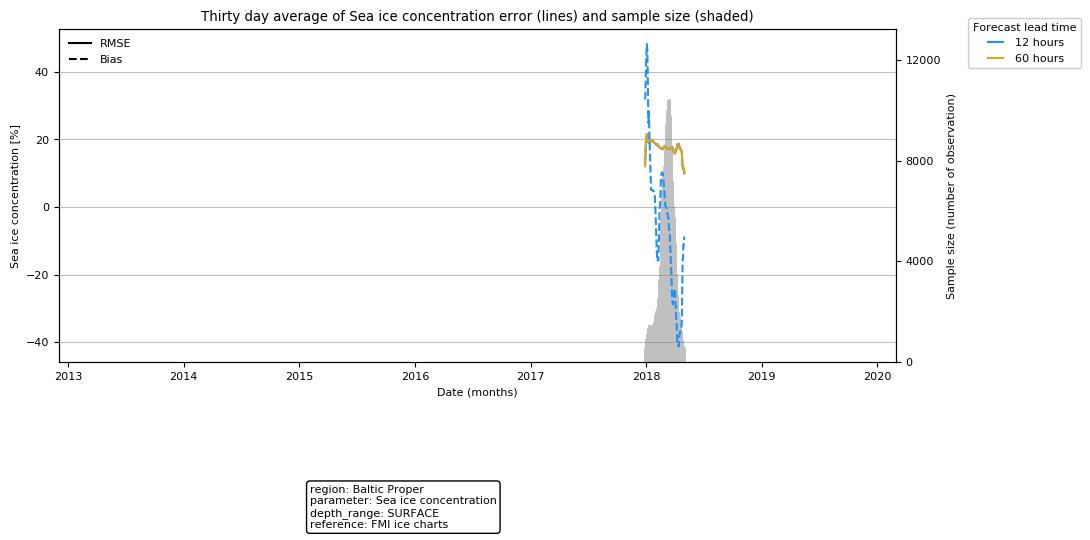 Thirty day average of Sea ice concentration error (lines) and sample size (shaded)
Forecast lead time
12 hours
60 hours
RMSE
Bias
Sea ice concentration [%]
40
20
0
−20
−40
12000
8000
4000
0
Sample size (number of observation)
2013 2014 2015 2016 2017 2018 2019 2020
Date (months)
region: Baltic Proper
parameter: Sea ice concentration
depth_range: SURFACE
reference: FMI ice charts